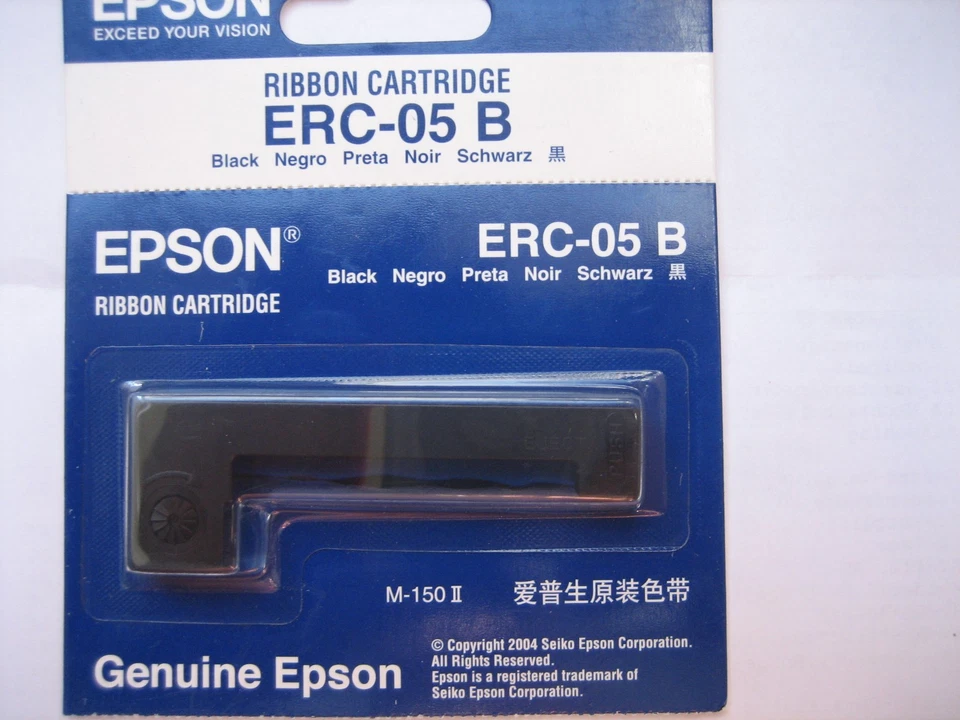 EPSON
EXCEED YOUR VISION
RIBBON CARTRIDGE
ERC-05 B
Black Negro Preta Noir Schwarz 黒
EPSON®
ERC-05 B
Black Negro Preta Noir Schwarz 黒
RIBBON CARTRIDGE
EJECT
PUSH
M-150 II
爱普生原装色带
Genuine Epson
© Copyright 2004 Seiko Epson Corporation.
All Rights Reserved.
Epson is a registered trademark of
Seiko Epson Corporation.